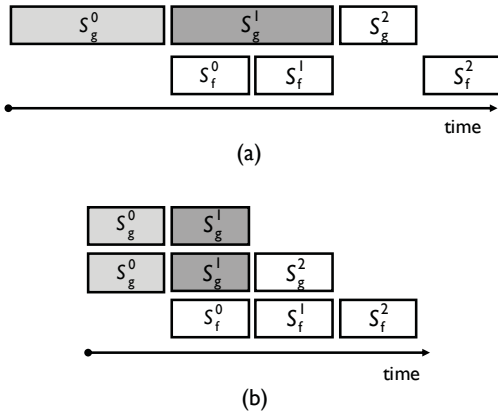 S_g^0 S_g^1 S_g^2
S_f^0 S_f^1 S_f^2
time
(a)
S_g^0 S_g^1
S_g^0 S_g^1 S_g^2
S_f^0 S_f^1 S_f^2
time
(b)